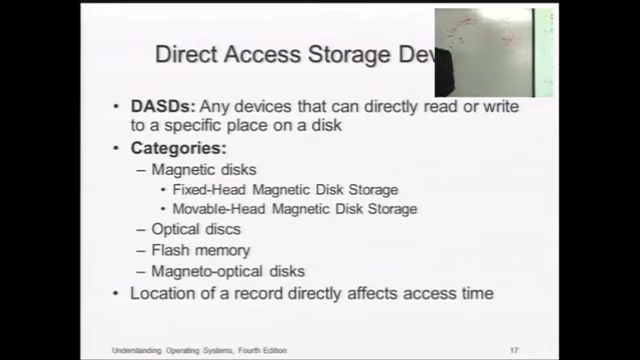 Direct Access Storage Dev
• DASDs: Any devices that can directly read or write
to a specific place on a disk
• Categories:
– Magnetic disks
• Fixed-Head Magnetic Disk Storage
• Movable-Head Magnetic Disk Storage
– Optical discs
– Flash memory
– Magneto-optical disks
• Location of a record directly affects access time
Understanding Operating Systems, Fourth Edition
17